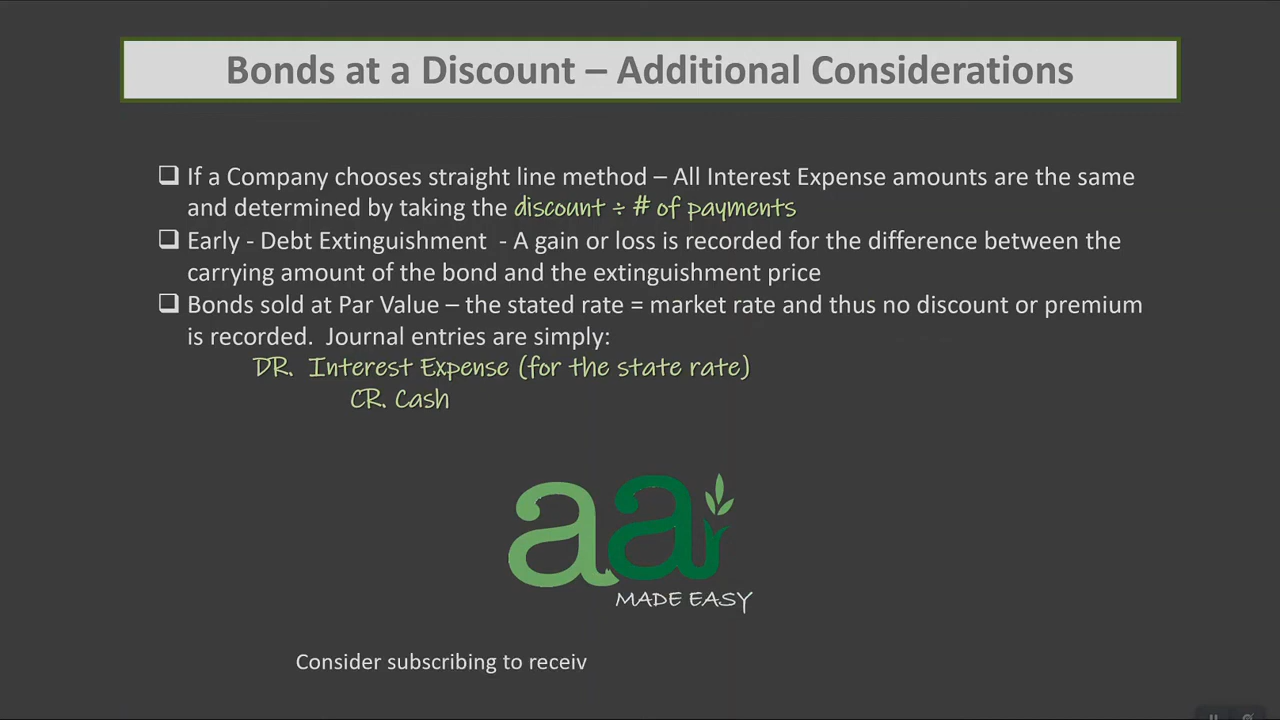 Bonds at a Discount – Additional Considerations
❑ If a Company chooses straight line method – All Interest Expense amounts are the same
and determined by taking the discount ÷ # of payments
❑ Early - Debt Extinguishment - A gain or loss is recorded for the difference between the
carrying amount of the bond and the extinguishment price
❑ Bonds sold at Par Value – the stated rate = market rate and thus no discount or premium
is recorded. Journal entries are simply:
DR. Interest Expense (for the state rate)
CR. Cash
aar
MADE EASY
Consider subscribing to receiv